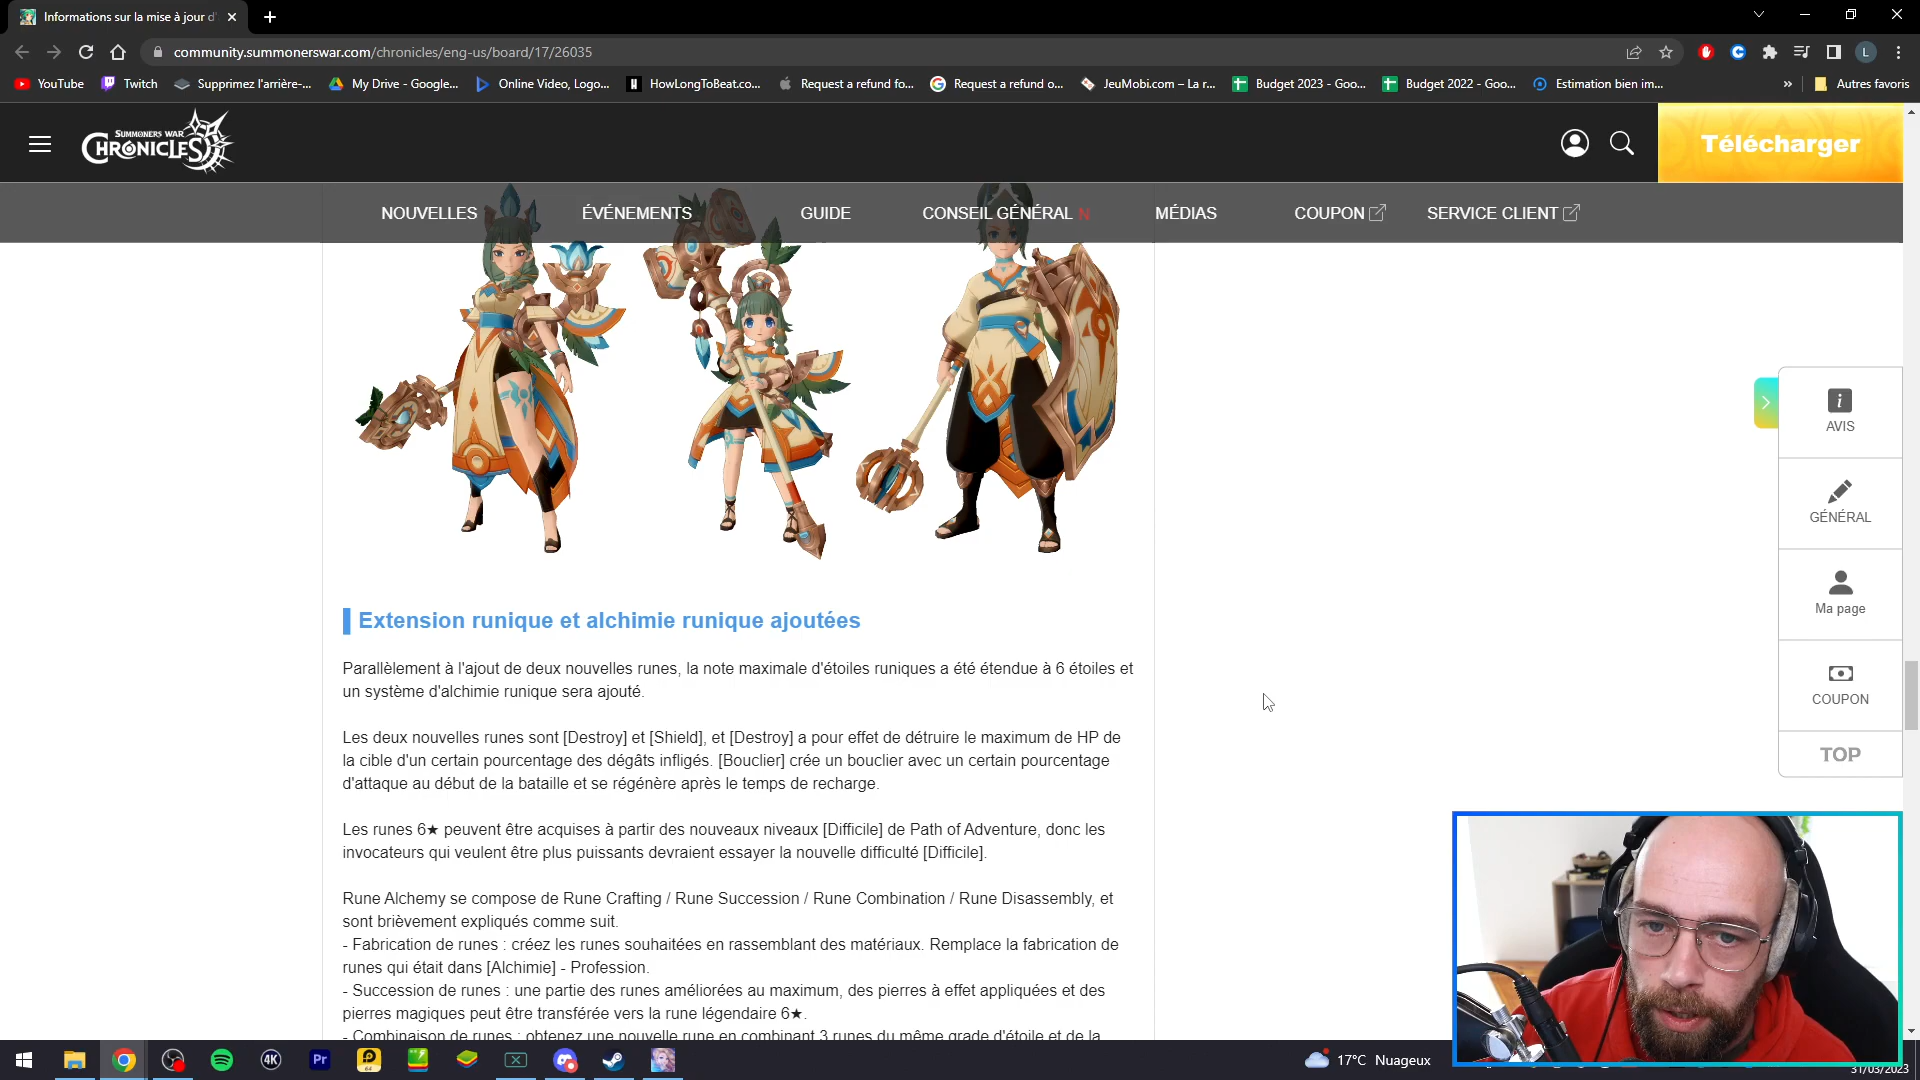 Informations sur la mise à jour d'
community.summonerswar.com/chronicles/eng-us/board/17/26035
L
YouTube Twitch Supprimez l'arrière-... My Drive - Google... Online Video, Logo... HowLongToBeat.co... Request a refund fo... Request a refund o... JeuMobi.com – La r... Budget 2023 - Goo... Budget 2022 - Goo... Estimation bien im... » Autres favoris
SUMMONERS WAR
CHRONICLES
Télécharger
NOUVELLES ÉVÉNEMENTS GUIDE CONSEIL GÉNÉRAL N MÉDIAS COUPON SERVICE CLIENT
AVIS
GÉNÉRAL
Ma page
COUPON
TOP
Extension runique et alchimie runique ajoutées
Parallèlement à l'ajout de deux nouvelles runes, la note maximale d'étoiles runiques a été étendue à 6 étoiles et
un système d'alchimie runique sera ajouté.
Les deux nouvelles runes sont [Destroy] et [Shield], et [Destroy] a pour effet de détruire le maximum de HP de
la cible d'un certain pourcentage des dégâts infligés. [Bouclier] crée un bouclier avec un certain pourcentage
d'attaque au début de la bataille et se régénère après le temps de recharge.
Les runes 6★ peuvent être acquises à partir des nouveaux niveaux [Difficile] de Path of Adventure, donc les
invocateurs qui veulent être plus puissants devraient essayer la nouvelle difficulté [Difficile].
Rune Alchemy se compose de Rune Crafting / Rune Succession / Rune Combination / Rune Disassembly, et
sont brièvement expliqués comme suit.
- Fabrication de runes : créez les runes souhaitées en rassemblant des matériaux. Remplace la fabrication de
runes qui était dans [Alchimie] - Profession.
- Succession de runes : une partie des runes améliorées au maximum, des pierres à effet appliquées et des
pierres magiques peut être transférée vers la rune légendaire 6★.
- Combinaison de runes : obtenez une nouvelle rune en combinant 3 runes du même grade d'étoile et de la
4K Pr 64
17°C Nuageux
31/03/2023